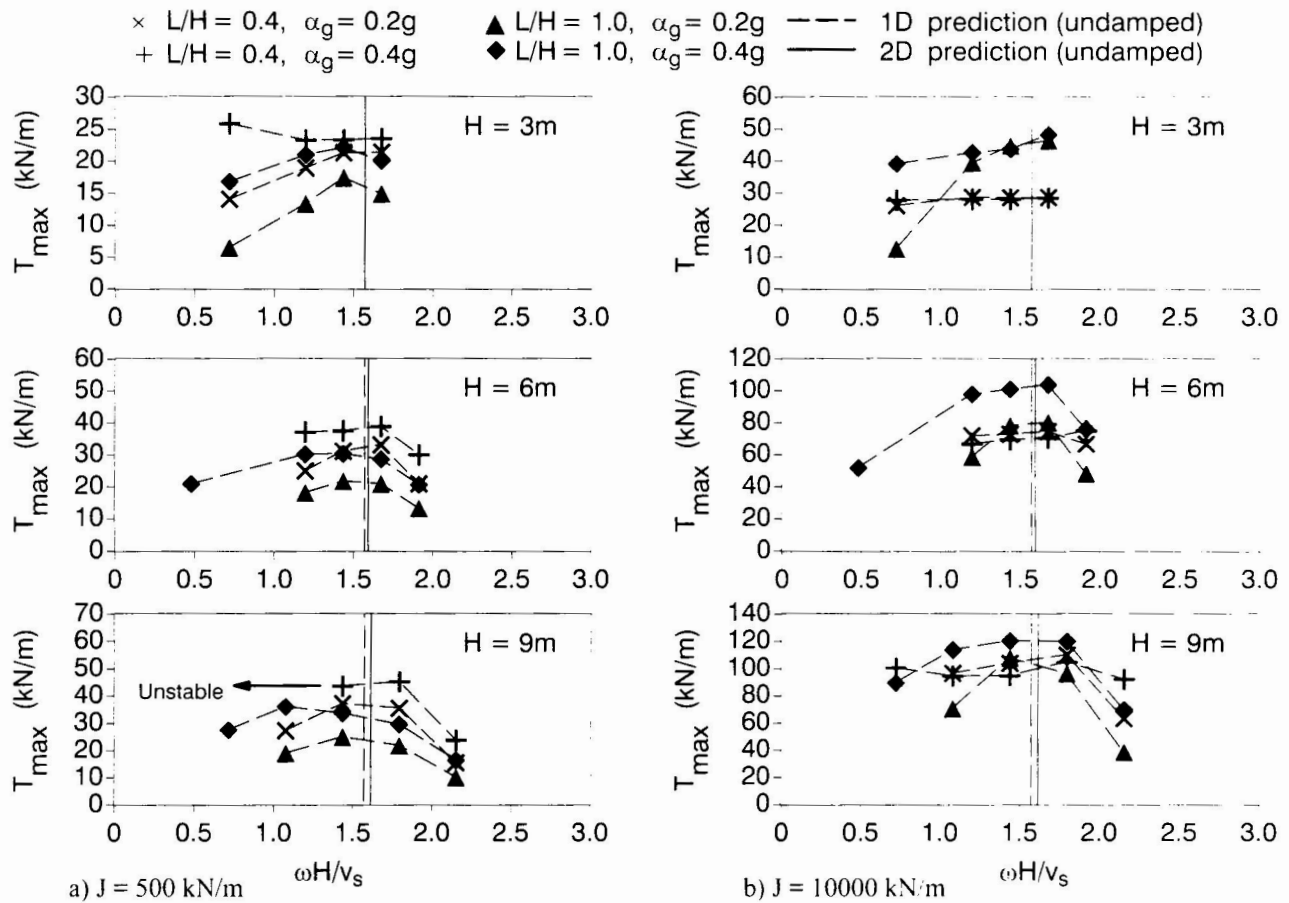 × L/H = 0.4, αg = 0.2g ▲ L/H = 1.0, αg = 0.2g 1D prediction (undamped)
+ L/H = 0.4, αg = 0.4g ◆ L/H = 1.0, αg = 0.4g 2D prediction (undamped)
H = 3m
Tmax (kN/m)
30
25
20
15
10
5
0
0 0.5 1.0 1.5 2.0 2.5 3.0
H = 3m
Tmax (kN/m)
60
50
40
30
20
10
0
0 0.5 1.0 1.5 2.0 2.5 3.0
H = 6m
Tmax (kN/m)
60
50
40
30
20
10
0
0 0.5 1.0 1.5 2.0 2.5 3.0
H = 6m
Tmax (kN/m)
120
100
80
60
40
20
0
0 0.5 1.0 1.5 2.0 2.5 3.0
H = 9m
Unstable
Tmax (kN/m)
70
60
50
40
30
20
10
0
0 0.5 1.0 1.5 2.0 2.5 3.0
ωH/vs
H = 9m
Tmax (kN/m)
140
120
100
80
60
40
20
0
0 0.5 1.0 1.5 2.0 2.5 3.0
ωH/vs
a) J = 500 kN/m
b) J = 10000 kN/m